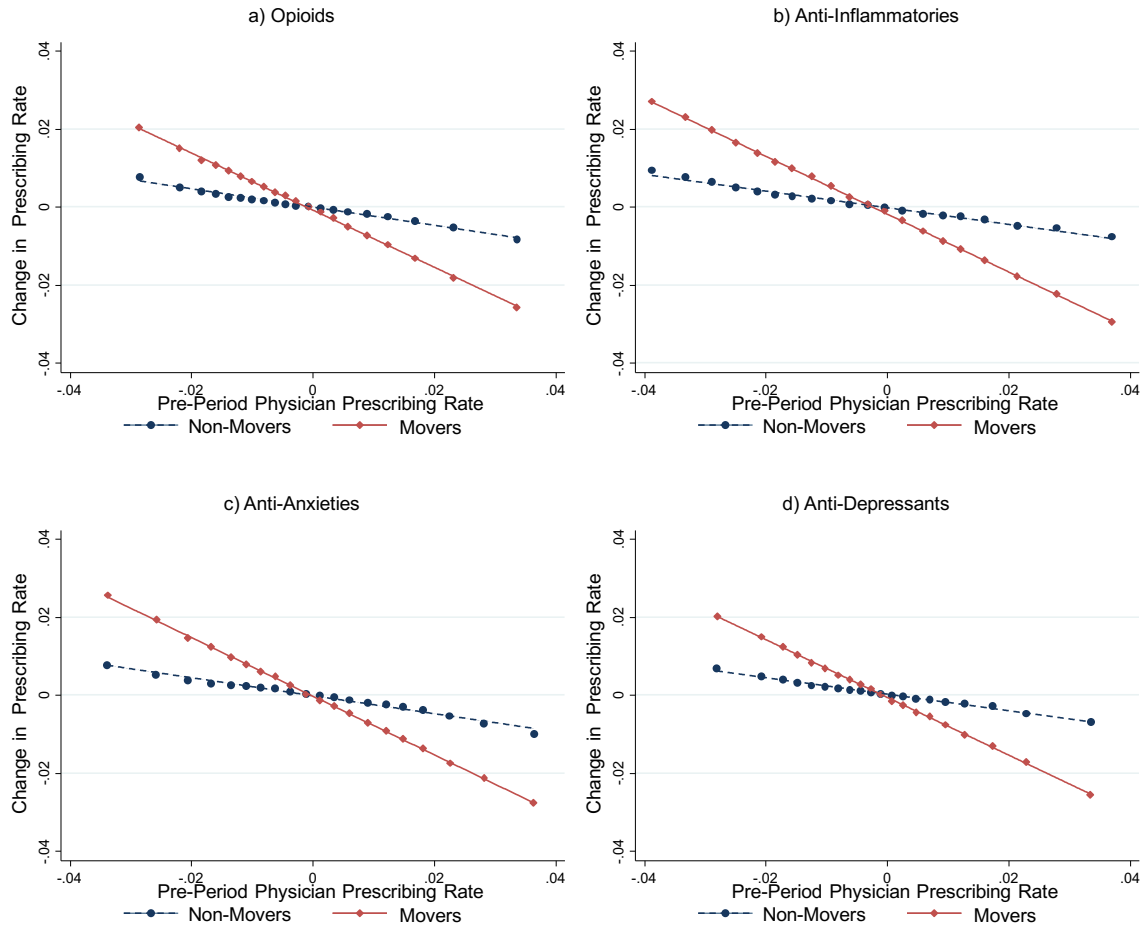 a) Opioids
.04
.02
0
-.02
-.04
Change in Prescribing Rate
-.04
-.02
0
.02
.04
Pre-Period Physician Prescribing Rate
Non-Movers
Movers
b) Anti-Inflammatories
.04
.02
0
-.02
-.04
Change in Prescribing Rate
-.04
-.02
0
.02
.04
Pre-Period Physician Prescribing Rate
Non-Movers
Movers
c) Anti-Anxieties
.04
.02
0
-.02
-.04
Change in Prescribing Rate
-.04
-.02
0
.02
.04
Pre-Period Physician Prescribing Rate
Non-Movers
Movers
d) Anti-Depressants
.04
.02
0
-.02
-.04
Change in Prescribing Rate
-.04
-.02
0
.02
.04
Pre-Period Physician Prescribing Rate
Non-Movers
Movers